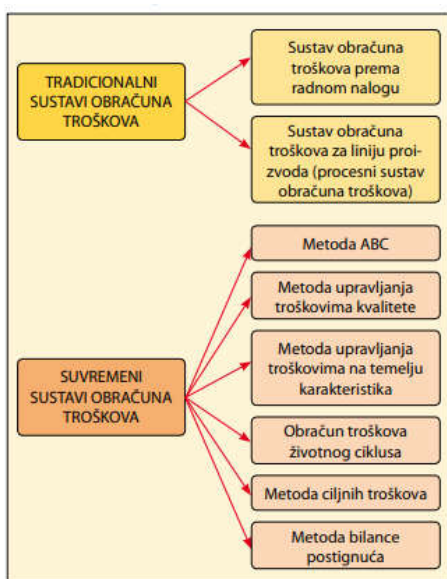 TRADICIONALNI
SUSTAVI OBRAČUNA
TROŠKOVA
Sustav obračuna
troškova prema
radnom nalogu
Sustav obračuna
troškova za liniju proi-
zvoda (procesni sustav
obračuna troškova)
SUVREMENI
SUSTAVI OBRAČUNA
TROŠKOVA
Metoda ABC
Metoda upravljanja
troškovima kvalitete
Metoda upravljanja
troškovima na temelju
karakteristika
Obračun troškova
životnog ciklusa
Metoda ciljnih troškova
Metoda bilance
postignuća